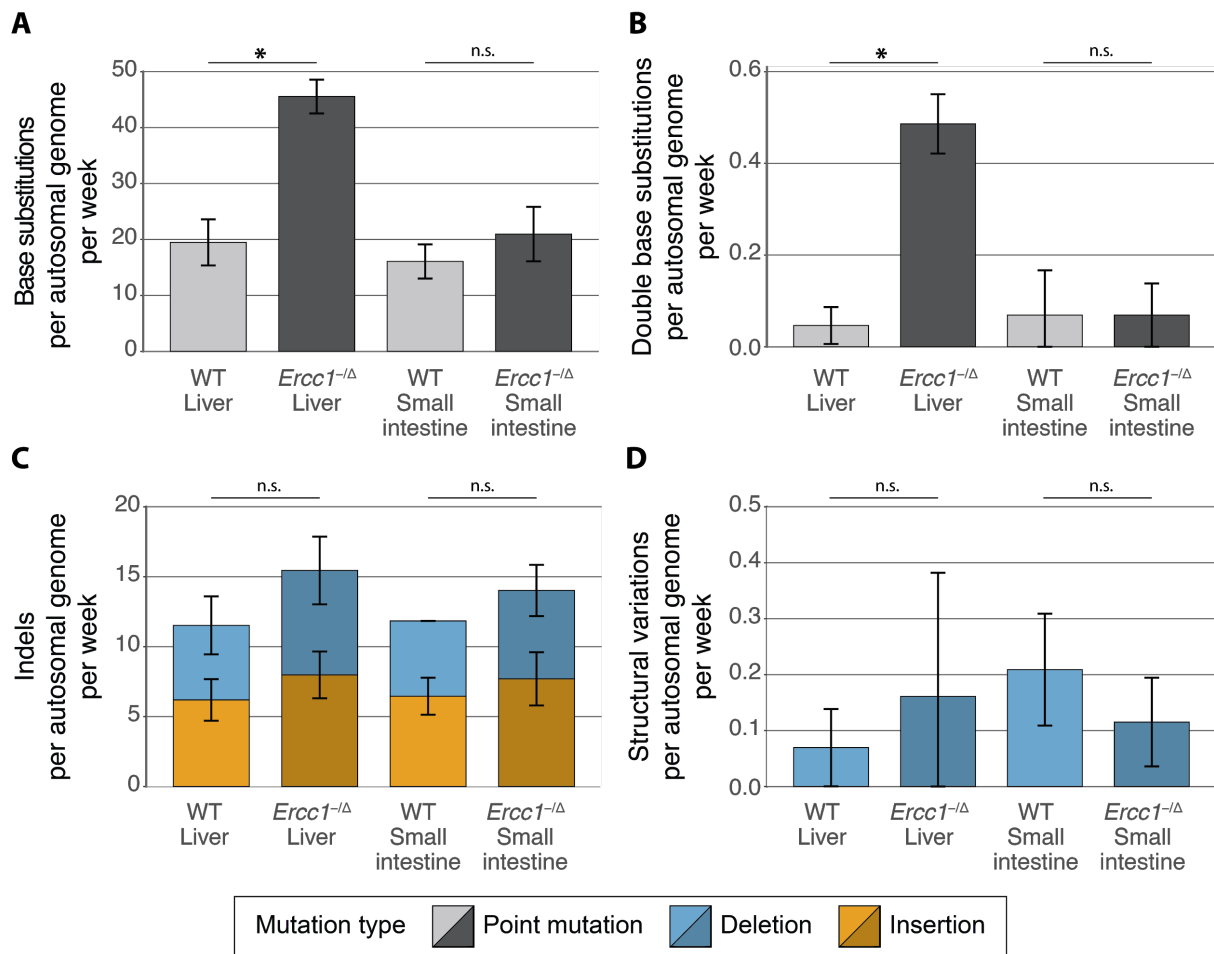 A
*
n.s.
50
40
30
20
10
0
Base substitutions
per autosomal genome
per week
WT
Liver
Ercc1⁻/Δ
Liver
WT
Small
intestine
Ercc1⁻/Δ
Small
intestine
B
*
n.s.
0.6
0.4
0.2
0.0
Double base substitutions
per autosomal genome
per week
WT
Liver
Ercc1⁻/Δ
Liver
WT
Small
intestine
Ercc1⁻/Δ
Small
intestine
C
n.s.
n.s.
20
15
10
5
0
Indels
per autosomal genome
per week
WT
Liver
Ercc1⁻/Δ
Liver
WT
Small
intestine
Ercc1⁻/Δ
Small
intestine
D
n.s.
n.s.
0.5
0.4
0.3
0.2
0.1
0.0
Structural variations
per autosomal genome
per week
WT
Liver
Ercc1⁻/Δ
Liver
WT
Small
intestine
Ercc1⁻/Δ
Small
intestine
Mutation type Point mutation Deletion Insertion